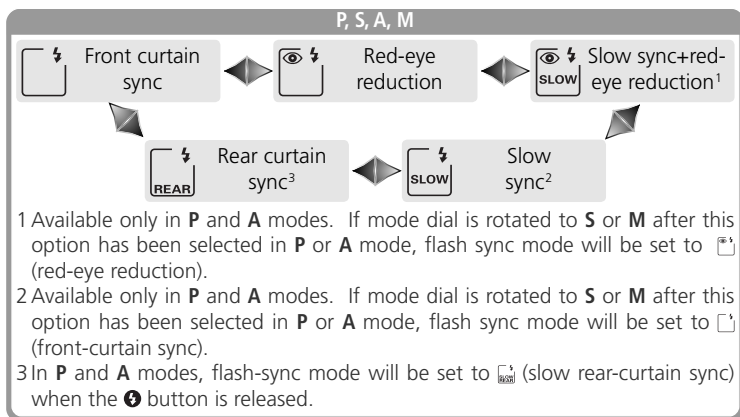 P, S, A, M
Front curtain
sync
Red-eye
reduction
SLOW
Slow sync+red-
eye reduction1
REAR
Rear curtain
sync3
SLOW
Slow
sync2
1 Available only in P and A modes. If mode dial is rotated to S or M after this
option has been selected in P or A mode, flash sync mode will be set to
(red-eye reduction).
2 Available only in P and A modes. If mode dial is rotated to S or M after this
option has been selected in P or A mode, flash sync mode will be set to
(front-curtain sync).
3 In P and A modes, flash-sync mode will be set to SLOW REAR (slow rear-curtain sync)
when the button is released.